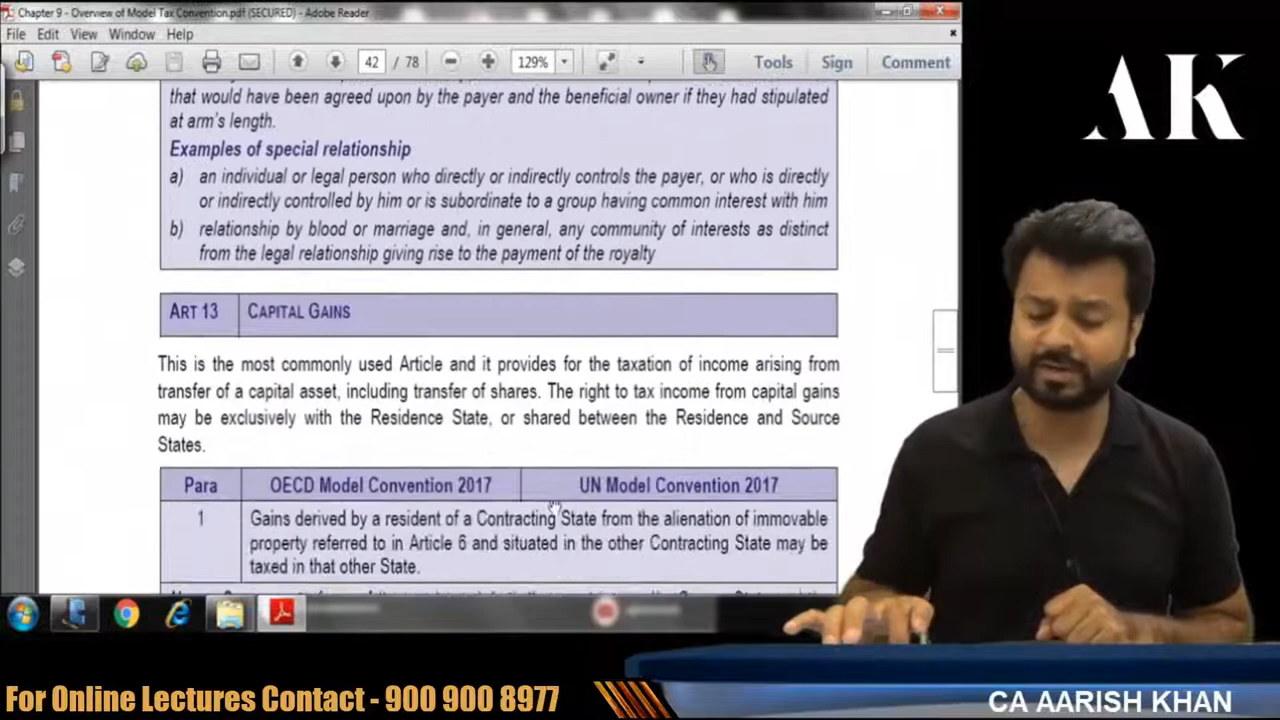 Chapter 9 - Overview of Model Tax Convention.pdf (SECURED) - Adobe Reader
File Edit View Window Help
42 / 78 129% Tools Sign Comment
that would have been agreed upon by the payer and the beneficial owner if they had stipulated
at arm's length.
Examples of special relationship
a) an individual or legal person who directly or indirectly controls the payer, or who is directly
or indirectly controlled by him or is subordinate to a group having common interest with him
b) relationship by blood or marriage and, in general, any community of interests as distinct
from the legal relationship giving rise to the payment of the royalty
ART 13 CAPITAL GAINS
This is the most commonly used Article and it provides for the taxation of income arising from
transfer of a capital asset, including transfer of shares. The right to tax income from capital gains
may be exclusively with the Residence State, or shared between the Residence and Source
States.
Para OECD Model Convention 2017 UN Model Convention 2017
1 Gains derived by a resident of a Contracting State from the alienation of immovable
property referred to in Article 6 and situated in the other Contracting State may be
taxed in that other State.
AK
For Online Lectures Contact - 900 900 8977
CA AARISH KHAN